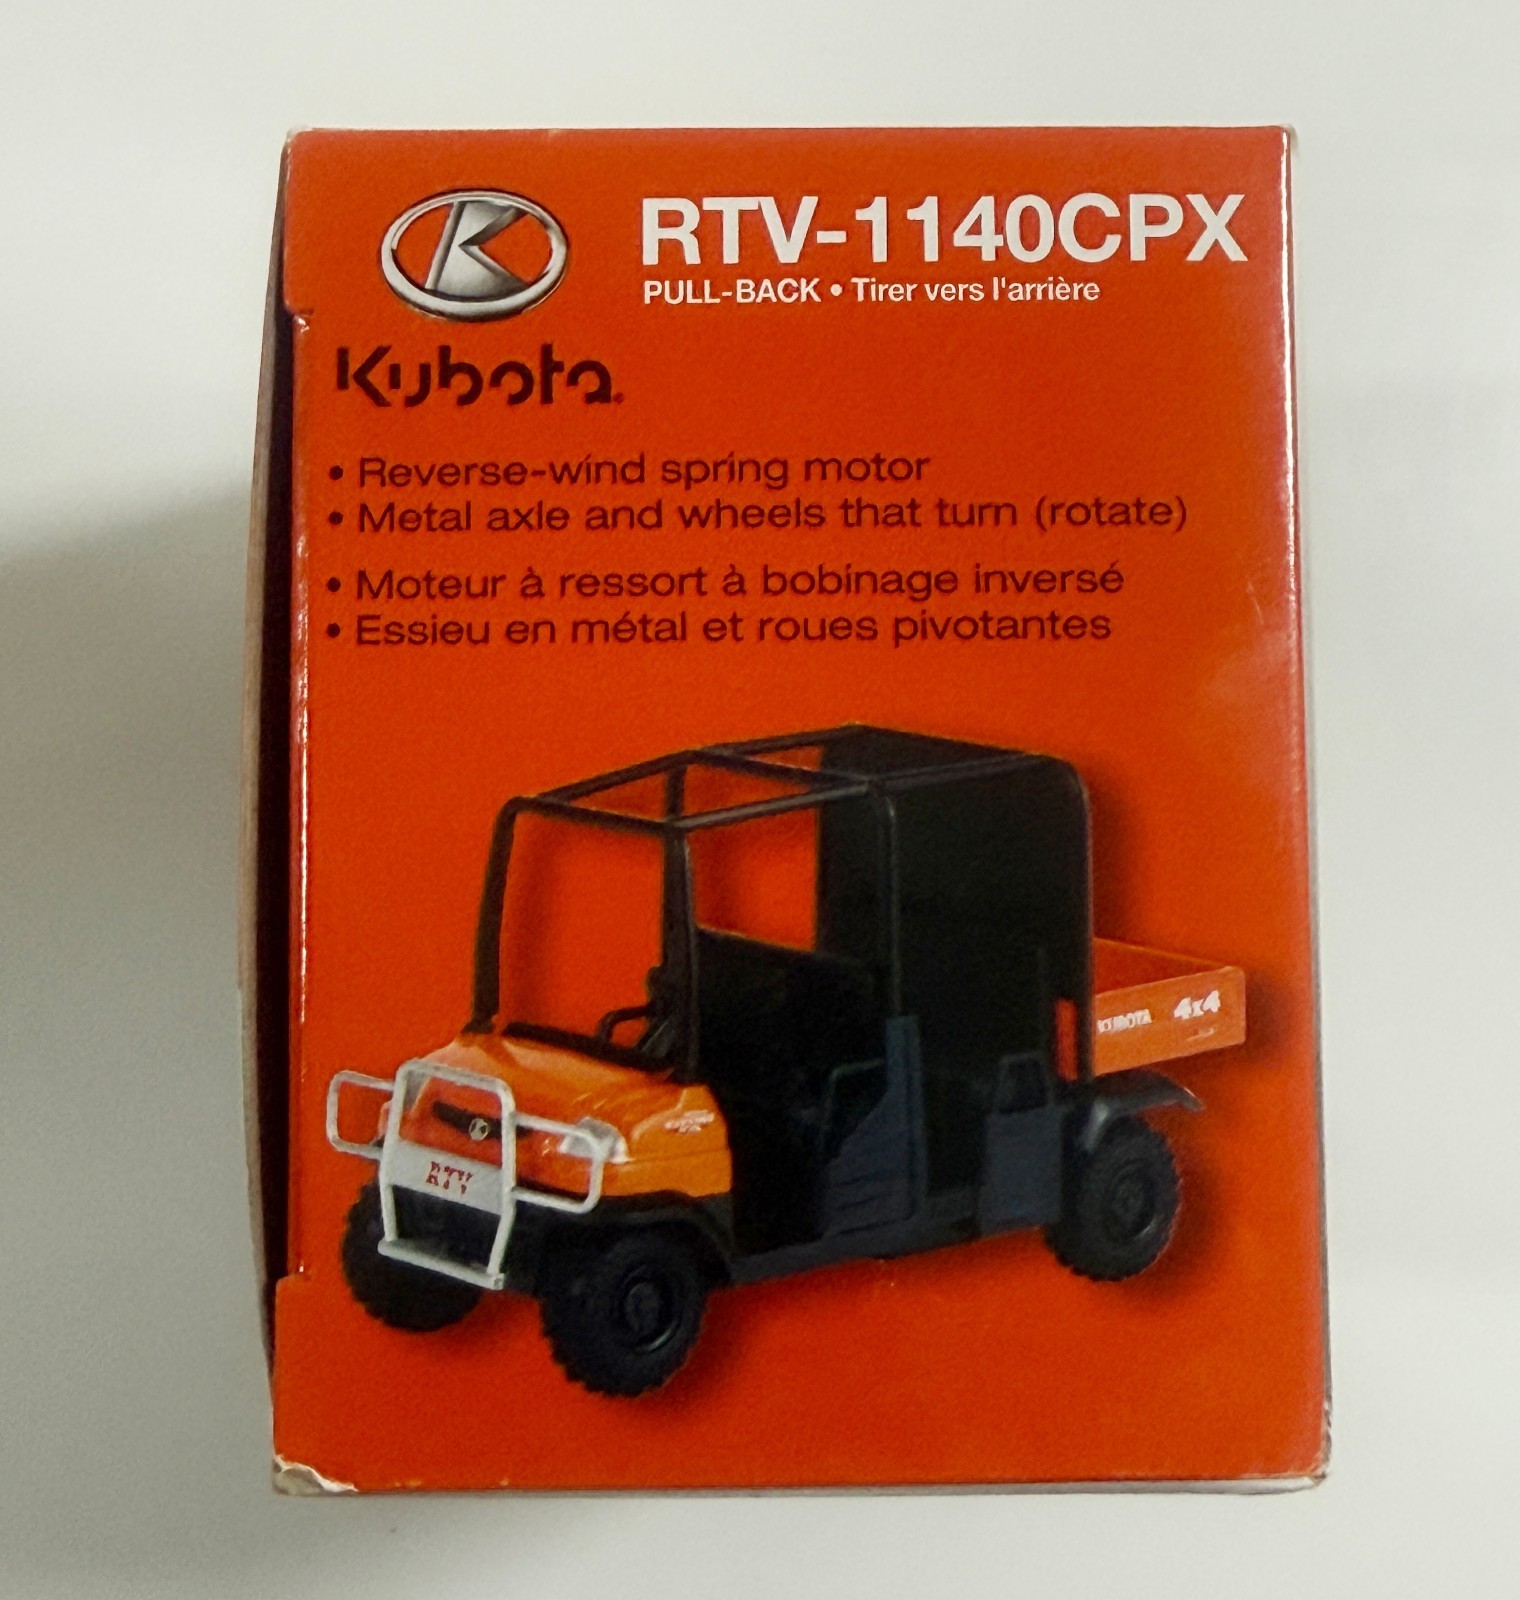 RTV-1140CPX
PULL-BACK • Tirer vers l'arrière
Kubota
• Reverse-wind spring motor
• Metal axle and wheels that turn (rotate)
• Moteur à ressort à bobinage inversé
• Essieu en métal et roues pivotantes
KUBOTA 4x4
K
RTV